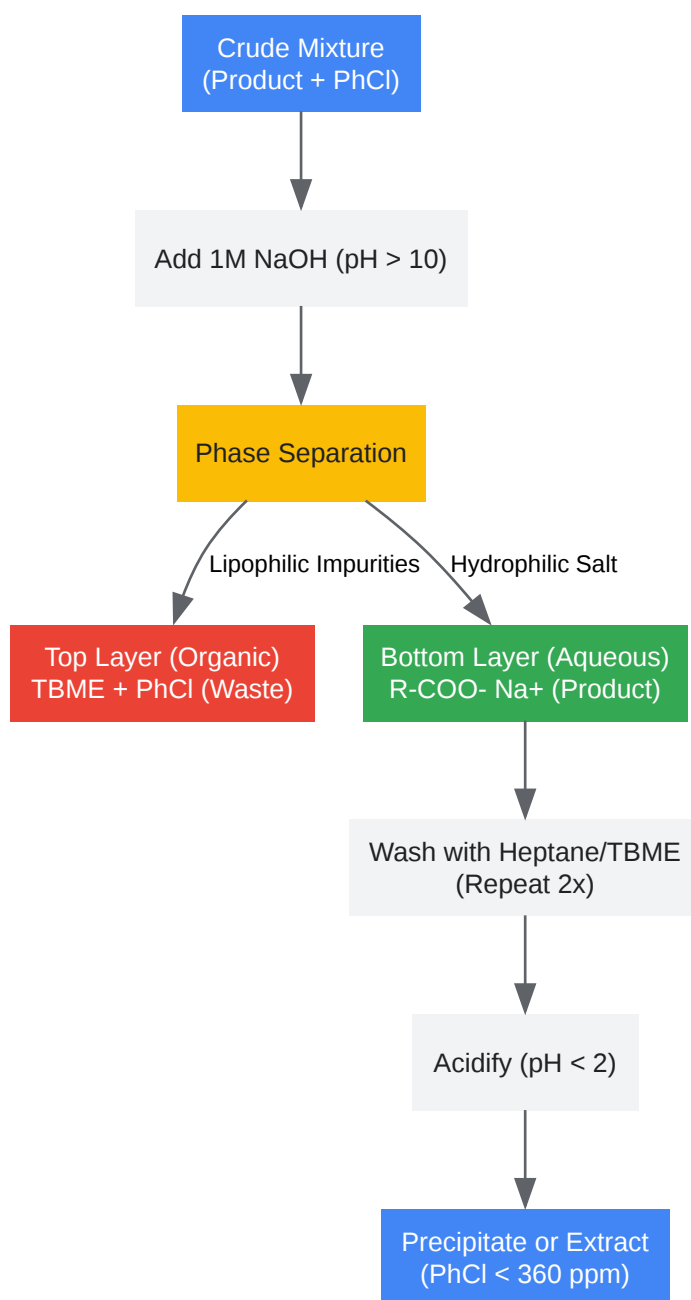 Crude Mixture
(Product + PhCl)
Add 1M NaOH (pH > 10)
Phase Separation
Lipophilic Impurities
Hydrophilic Salt
Top Layer (Organic)
TBME + PhCl (Waste)
Bottom Layer (Aqueous)
R-COO- Na+ (Product)
Wash with Heptane/TBME
(Repeat 2x)
Acidify (pH < 2)
Precipitate or Extract
(PhCl < 360 ppm)